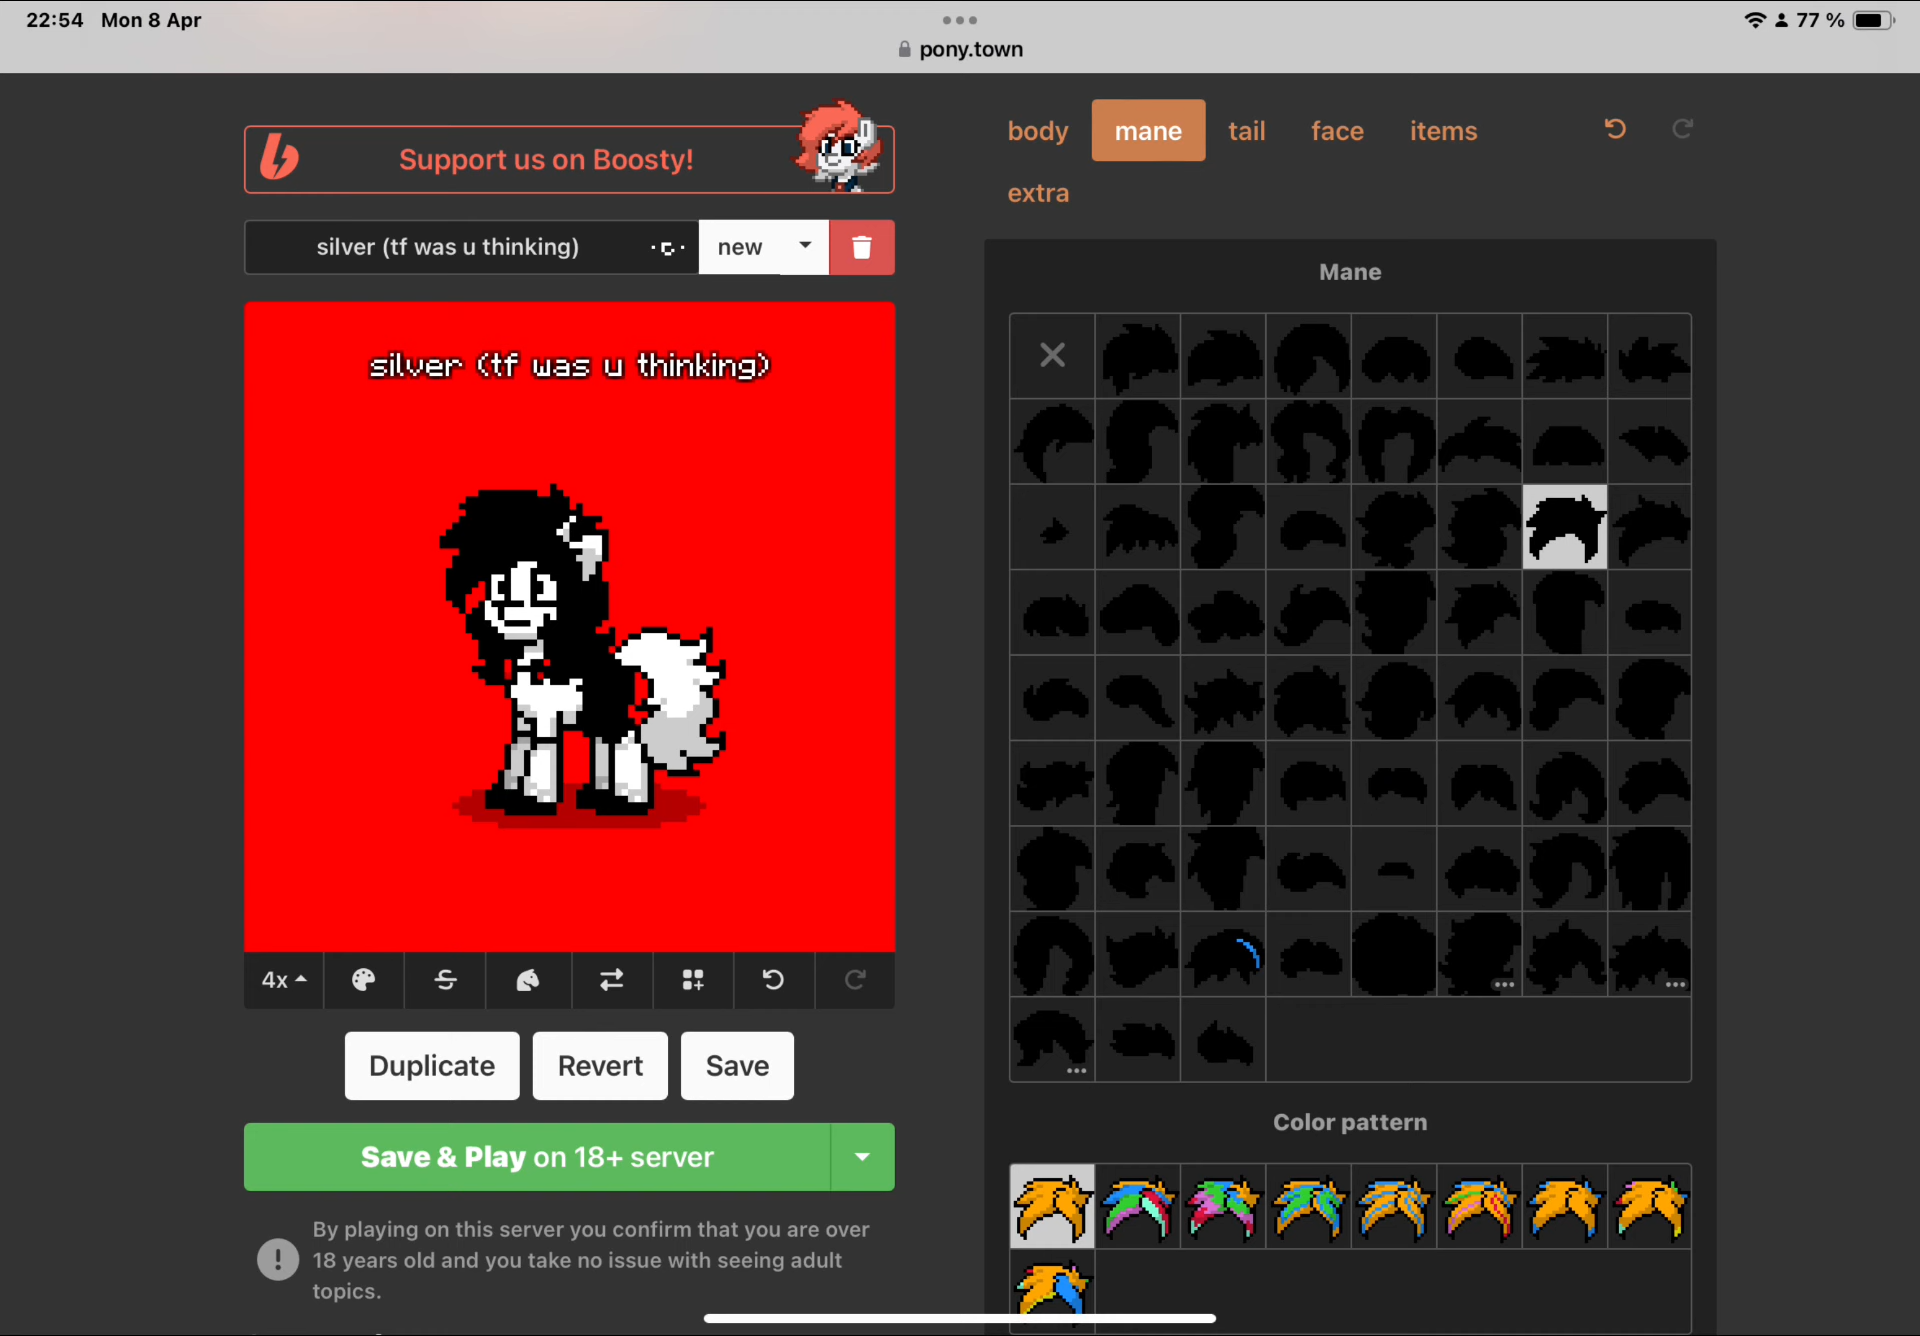 22:54 Mon 8 Apr
77 %
pony.town
Support us on Boosty!
silver (tf was u thinking)
new
silver (tf was u thinking)
4x
Duplicate
Revert
Save
Save & Play on 18+ server
By playing on this server you confirm that you are over
18 years old and you take no issue with seeing adult
topics.
body
mane
tail
face
items
extra
Mane
Color pattern